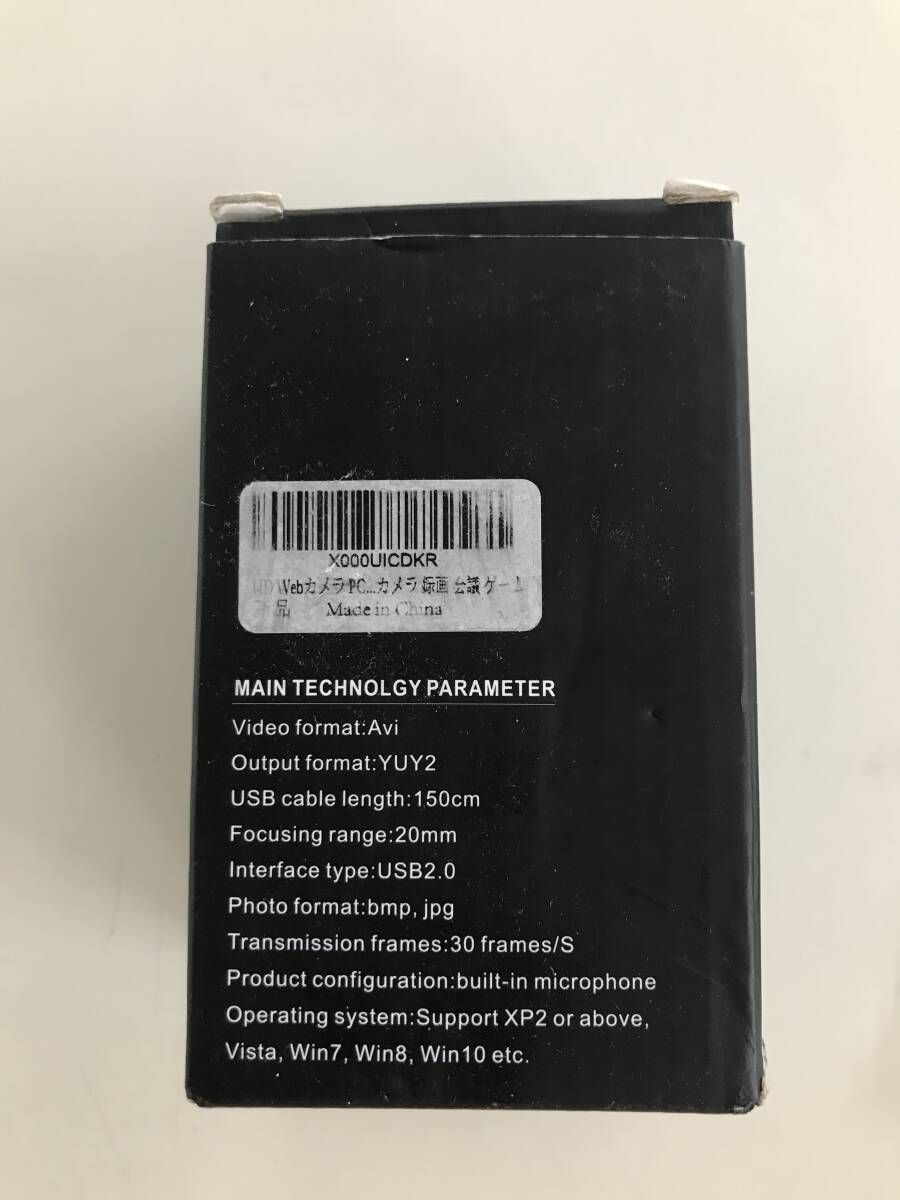 X000UICDKR
HD Webカメラ PC...カメラ 録画 会議 ゲーム
新品 Made in China
MAIN TECHNOLGY PARAMETER
Video format:Avi
Output format:YUY2
USB cable length:150cm
Focusing range:20mm
Interface type:USB2.0
Photo format:bmp, jpg
Transmission frames:30 frames/S
Product configuration:built-in microphone
Operating system:Support XP2 or above,
Vista, Win7, Win8, Win10 etc.